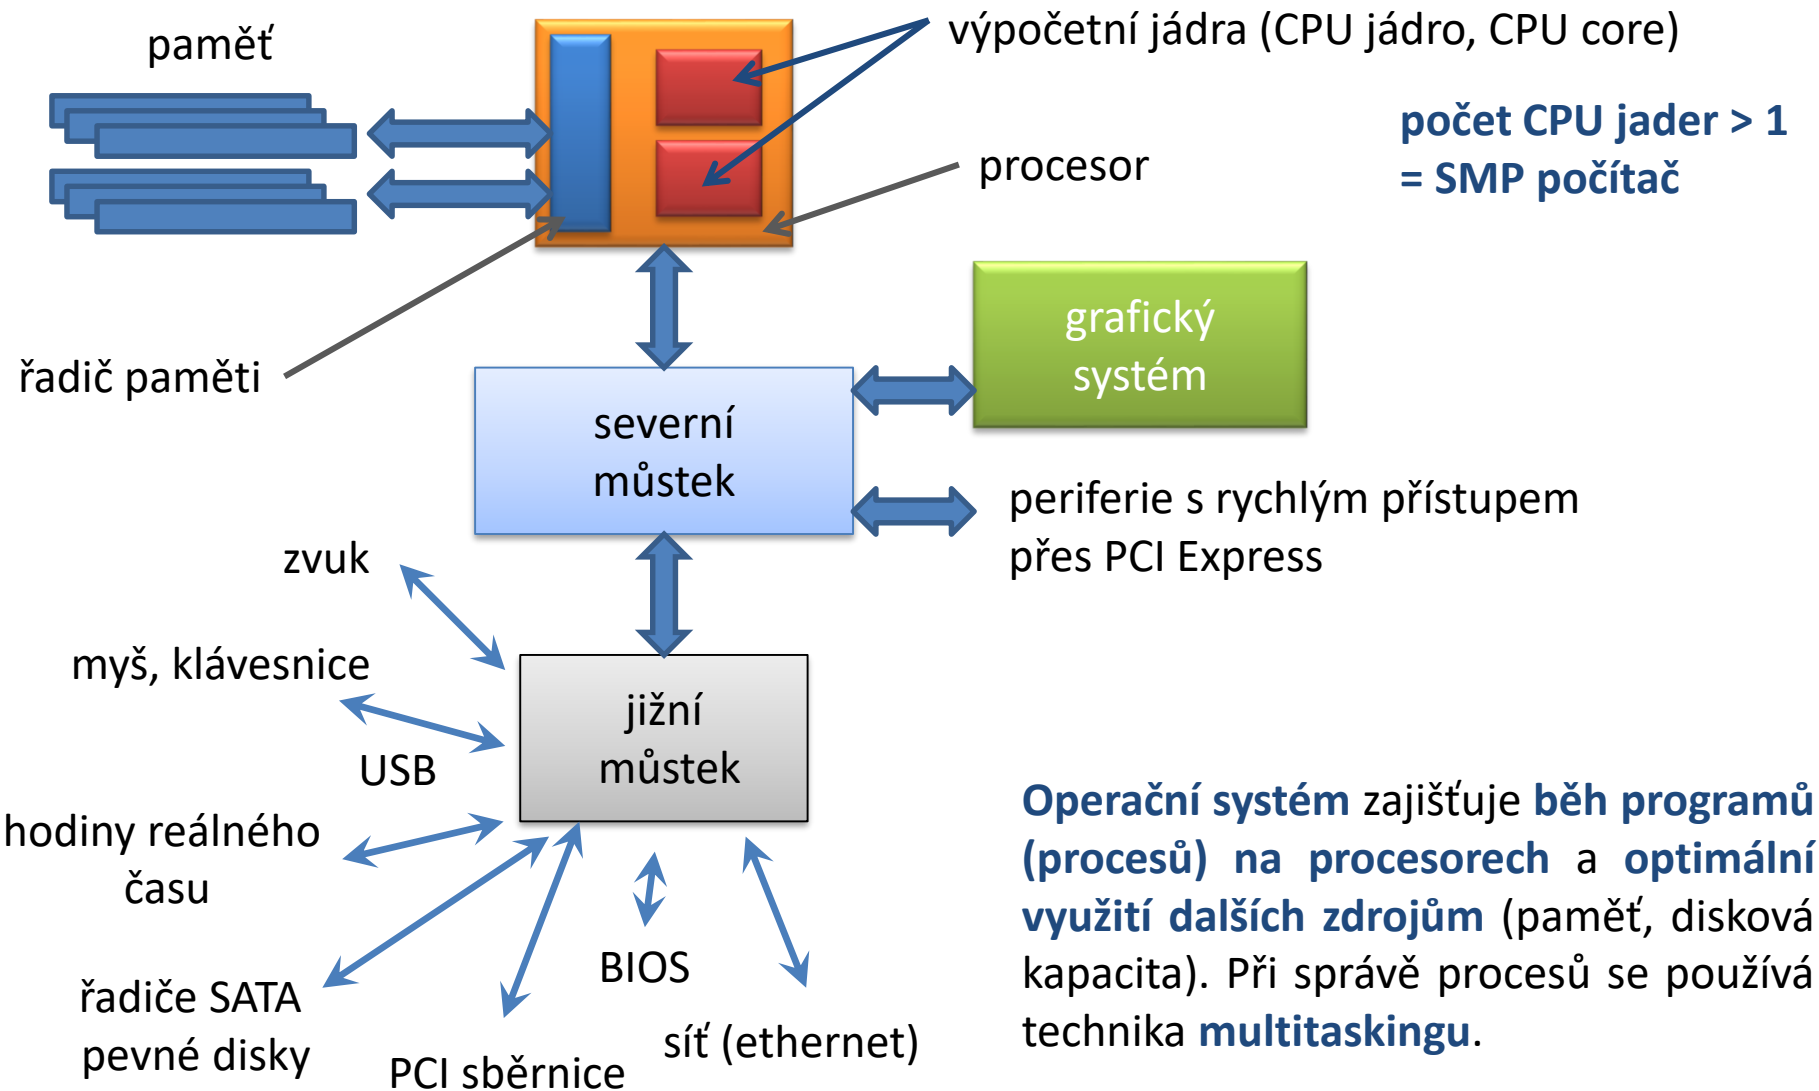 paměť
výpočetní jádra (CPU jádro, CPU core)
počet CPU jader > 1
= SMP počítač
procesor
řadič paměti
grafický
systém
severní
můstek
periferie s rychlým přístupem
přes PCI Express
zvuk
myš, klávesnice
USB
jižní
můstek
hodiny reálného
času
řadiče SATA
pevné disky
PCI sběrnice
BIOS
síť (ethernet)
Operační systém zajišťuje běh programů
(procesů) na procesorech a optimální
využití dalších zdrojům (paměť, disková
kapacita). Při správě procesů se používá
technika multitaskingu.